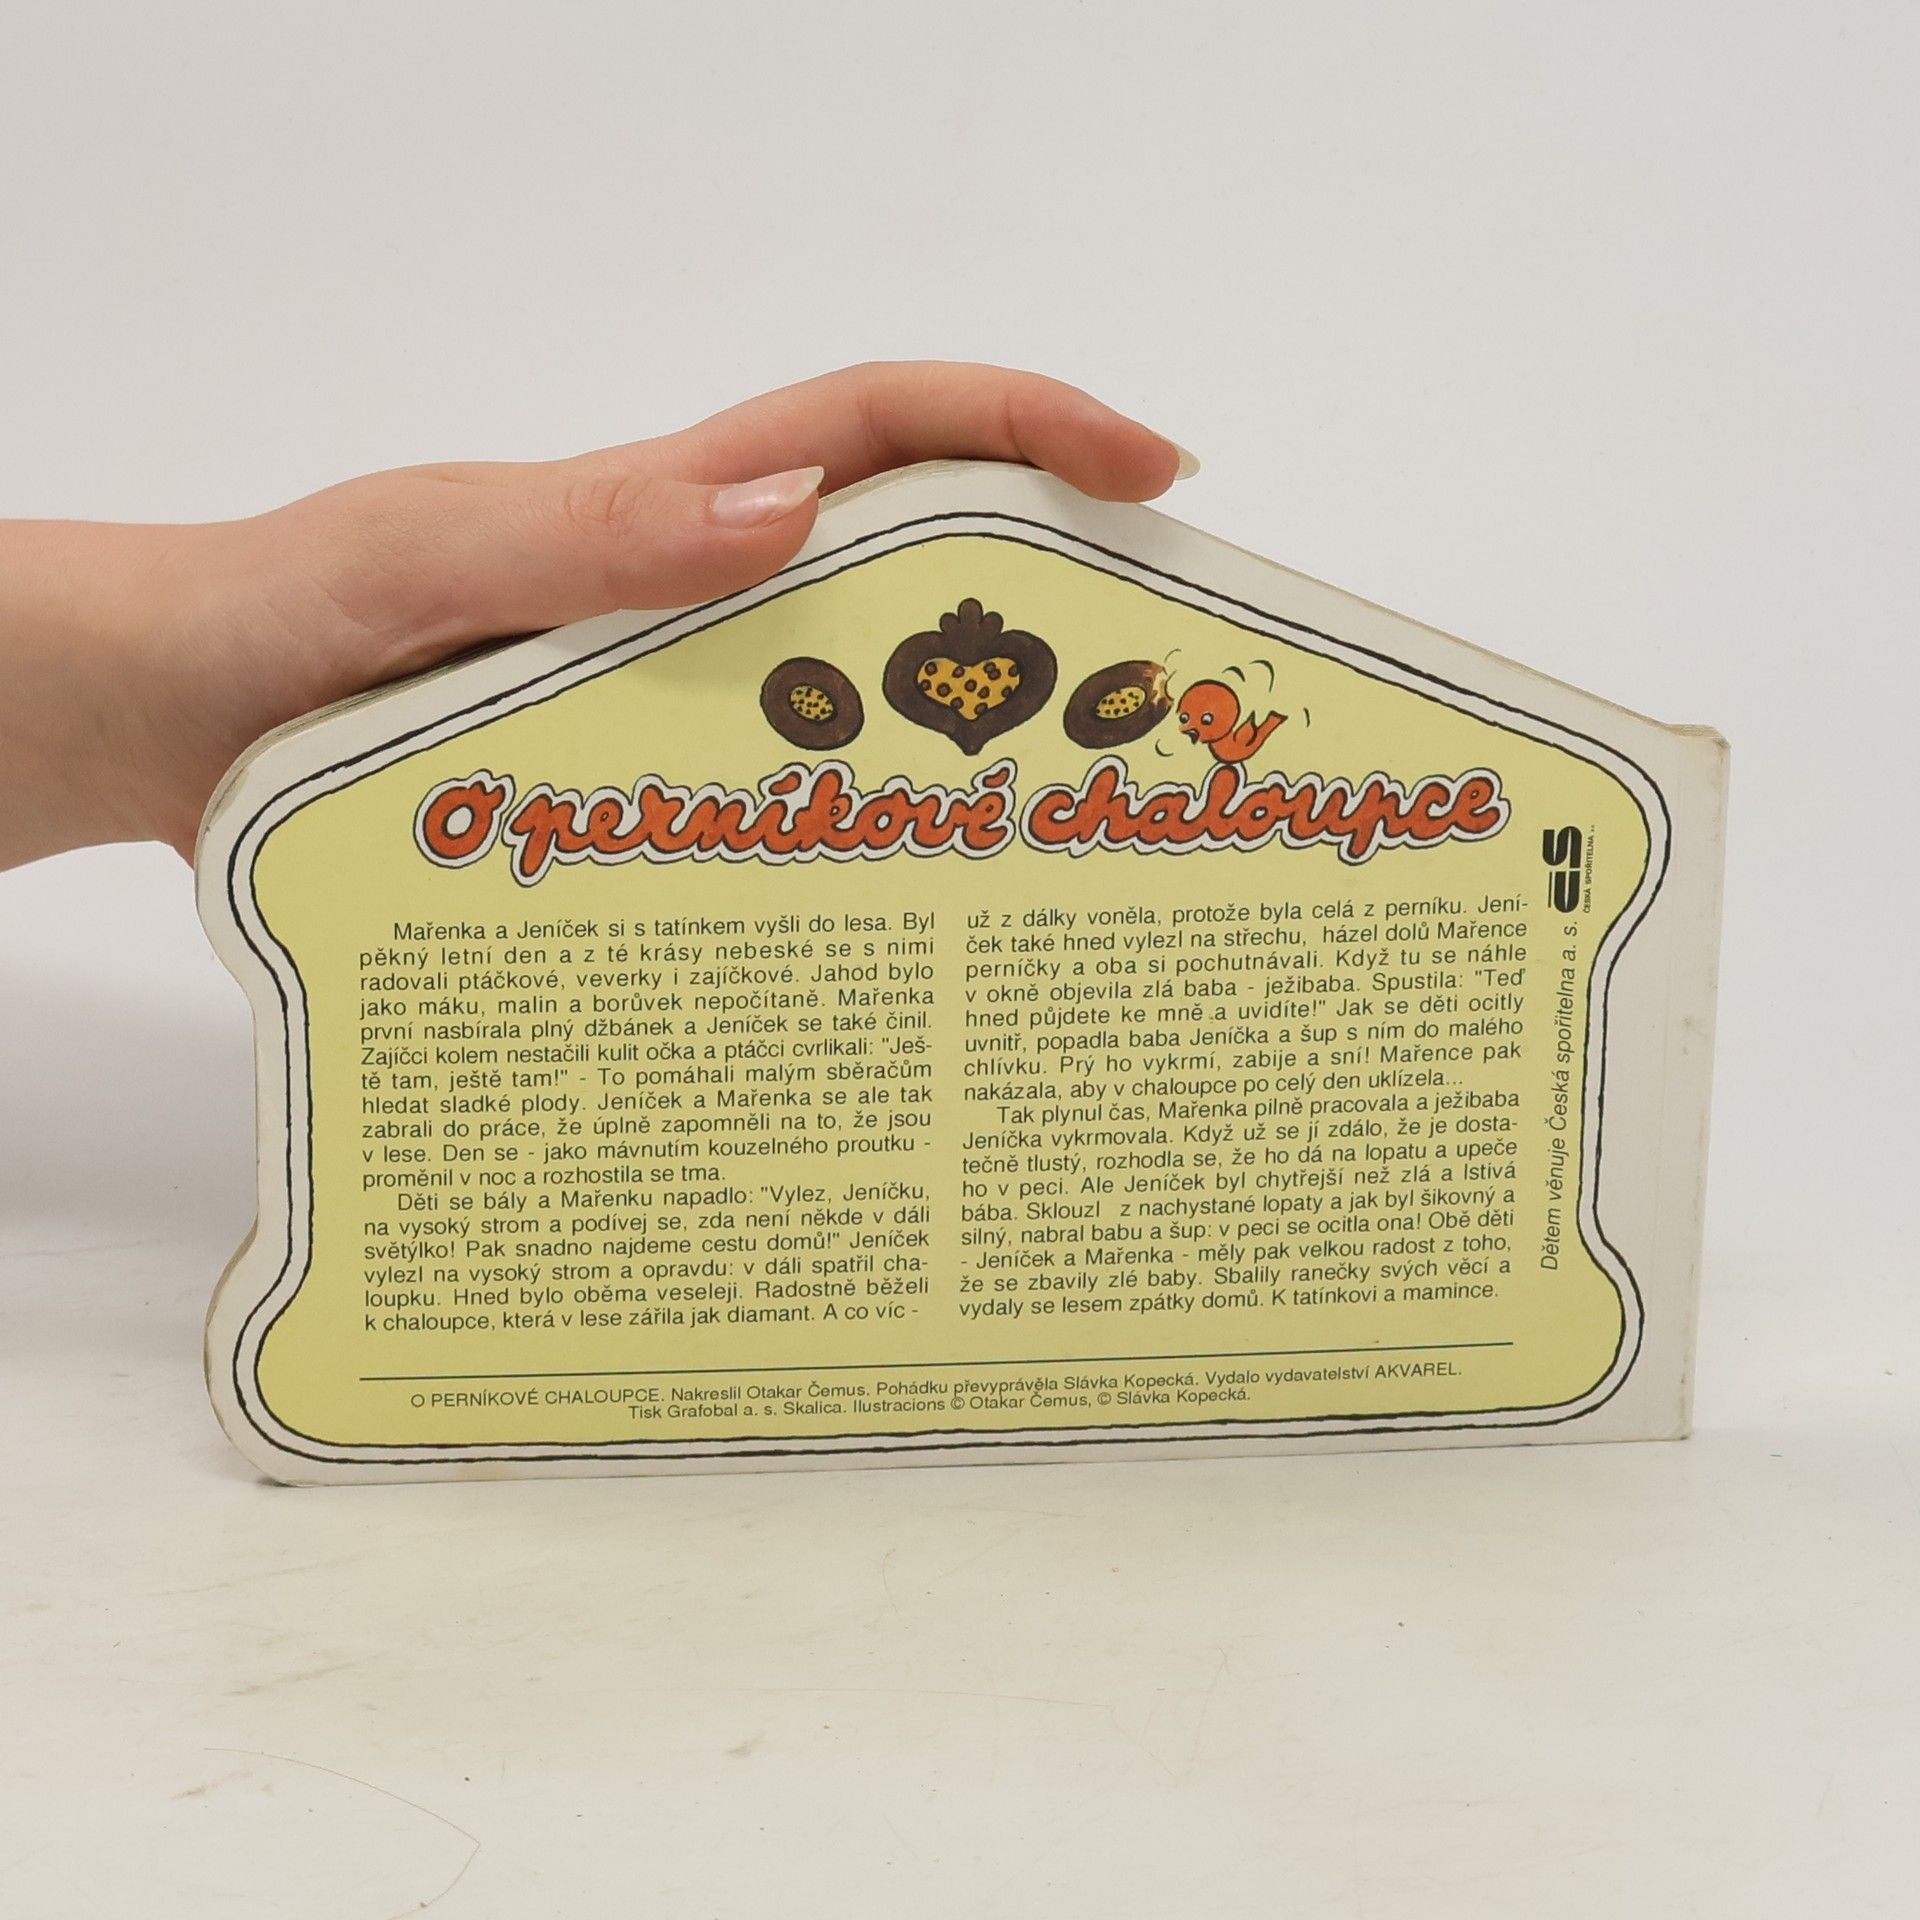 O perníkové chaloupce
Mařenka a Jeníček si s tatínkem vyšli do lesa. Byl
pěkný letní den a z té krásy nebeské se s nimi
radovali ptáčkové, veverky i zajíčkové. Jahod bylo
jako máku, malin a borůvek nepočítaně. Mařenka
první nasbírala plný džbánek a Jeníček se také činil.
Zajíčci kolem nestačili kulit očka a ptáčci cvrlikali: "Ješ-
tě tam, ještě tam!" - To pomáhali malým sběračům
hledat sladké plody. Jeníček a Mařenka se ale tak
zabrali do práce, že úplně zapomněli na to, že jsou
v lese. Den se - jako mávnutím kouzelného proutku -
proměnil v noc a rozhostila se tma.
Děti se bály a Mařenku napadlo: "Vylez, Jeníčku,
na vysoký strom a podívej se, zda není někde v dáli
světýlko! Pak snadno najdeme cestu domů!" Jeníček
vylezl na vysoký strom a opravdu: v dáli spatřil cha-
loupku. Hned bylo oběma veseleji. Radostně běželi
k chaloupce, která v lese zářila jak diamant. A co víc -
už z dálky voněla, protože byla celá z perníku. Jení-
ček také hned vylezl na střechu, házel dolů Mařence
perníčky a oba si pochutnávali. Když tu se náhle
v okně objevila zlá baba - ježibaba. Spustila: "Teď
hned půjdete ke mně a uvidíte!" Jak se děti ocitly
uvnitř, popadla baba Jeníčka a šup s ním do malého
chlívku. Prý ho vykrmí, zabije a sní! Mařence pak
nakázala, aby v chaloupce po celý den uklízela...
Tak plynul čas, Mařenka pilně pracovala a ježibaba
Jeníčka vykrmovala. Když už se jí zdálo, že je dosta-
tečně tlustý, rozhodla se, že ho dá na lopatu a upeče
ho v peci. Ale Jeníček byl chytřejší než zlá a lstivá
bába. Sklouzl z nachystané lopaty a jak byl šikovný a
silný, nabral babu a šup: v peci se ocitla ona! Obě děti
- Jeníček a Mařenka - měly pak velkou radost z toho,
že se zbavily zlé baby. Sbalily ranečky svých věcí a
vydaly se lesem zpátky domů. K tatínkovi a mamince.
Dětem věnuje Česká spořitelna a. s.
ČS
ČESKÁ SPOŘITELNA a.s.
O PERNÍKOVÉ CHALOUPCE. Nakreslil Otakar Čemus. Pohádku převyprávěla Slávka Kopecká. Vydalo vydavatelství AKVAREL.
Tisk Grafobal a. s. Skalica. Ilustracions © Otakar Čemus, © Slávka Kopecká.